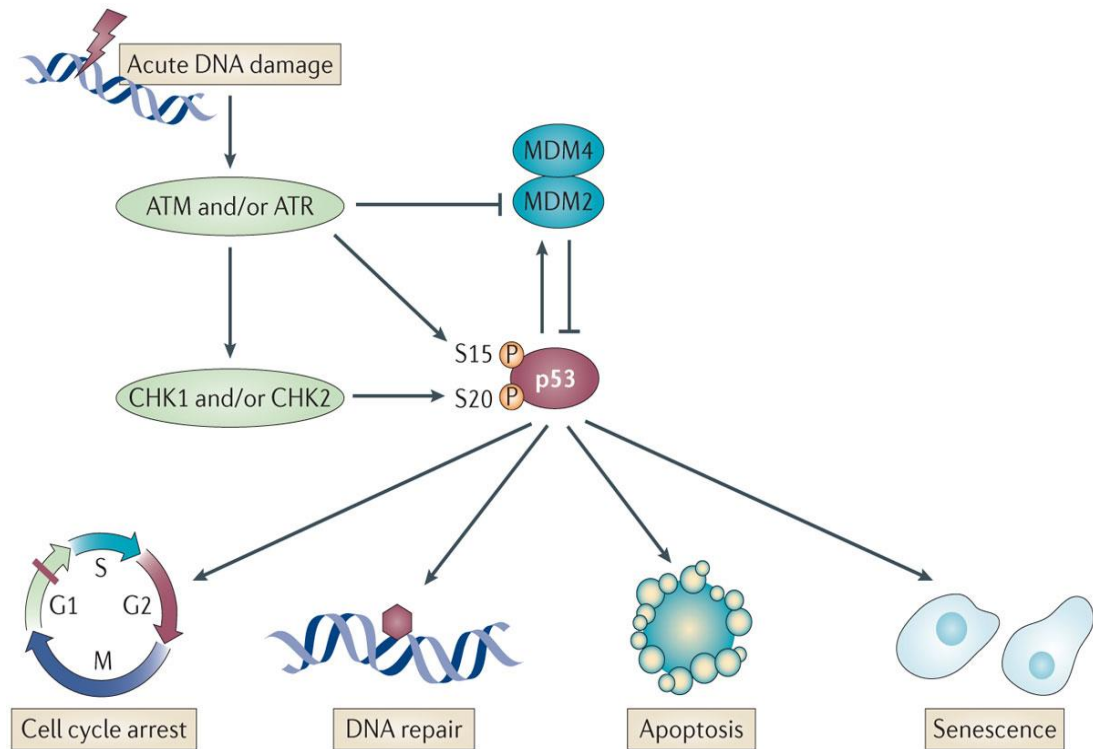 Acute DNA damage
MDM4
ATM and/or ATR
MDM2
S15 P
p53
CHK1 and/or CHK2
S20 P
S
G1 G2
M
Cell cycle arrest
DNA repair
Apoptosis
Senescence